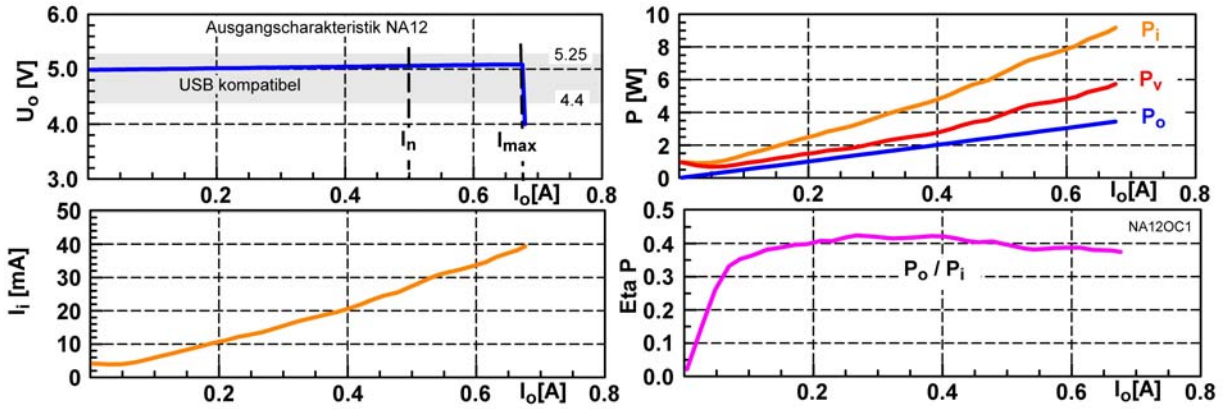 Ausgangscharakteristik NA12
6.0
5.0
4.0
3.0
Uo [V]
5.25
USB kompatibel
4.4
In
Imax
0.2
0.4
0.6
Io[A]
0.8
10
8
6
4
2
0
P [W]
Pi
Pv
Po
0.2
0.4
0.6
Io[A]
0.8
50
40
30
20
10
0
Ii [mA]
0.2
0.4
0.6
Io[A]
0.8
0.5
0.4
0.3
0.2
0.1
0.0
Eta P
NA12OC1
Po / Pi
0.2
0.4
0.6
Io[A]
0.8